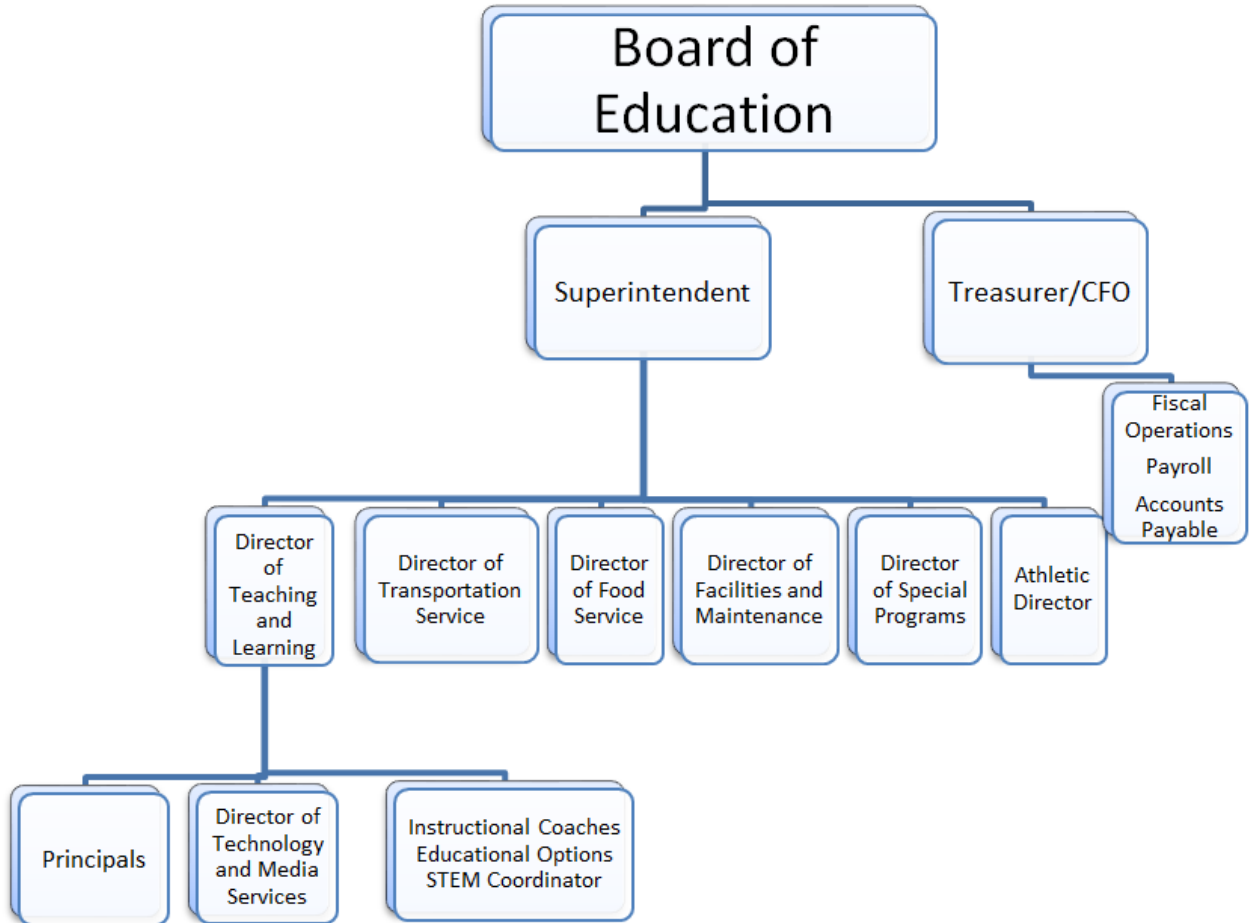 Board of
Education
Superintendent
Treasurer/CFO
Fiscal
Operations
Payroll
Accounts
Payable
Director
of
Teaching
and
Learning
Director of
Transportation
Service
Director
of Food
Service
Director of
Facilities and
Maintenance
Director
of Special
Programs
Athletic
Director
Principals
Director of
Technology
and Media
Services
Instructional Coaches
Educational Options
STEM Coordinator